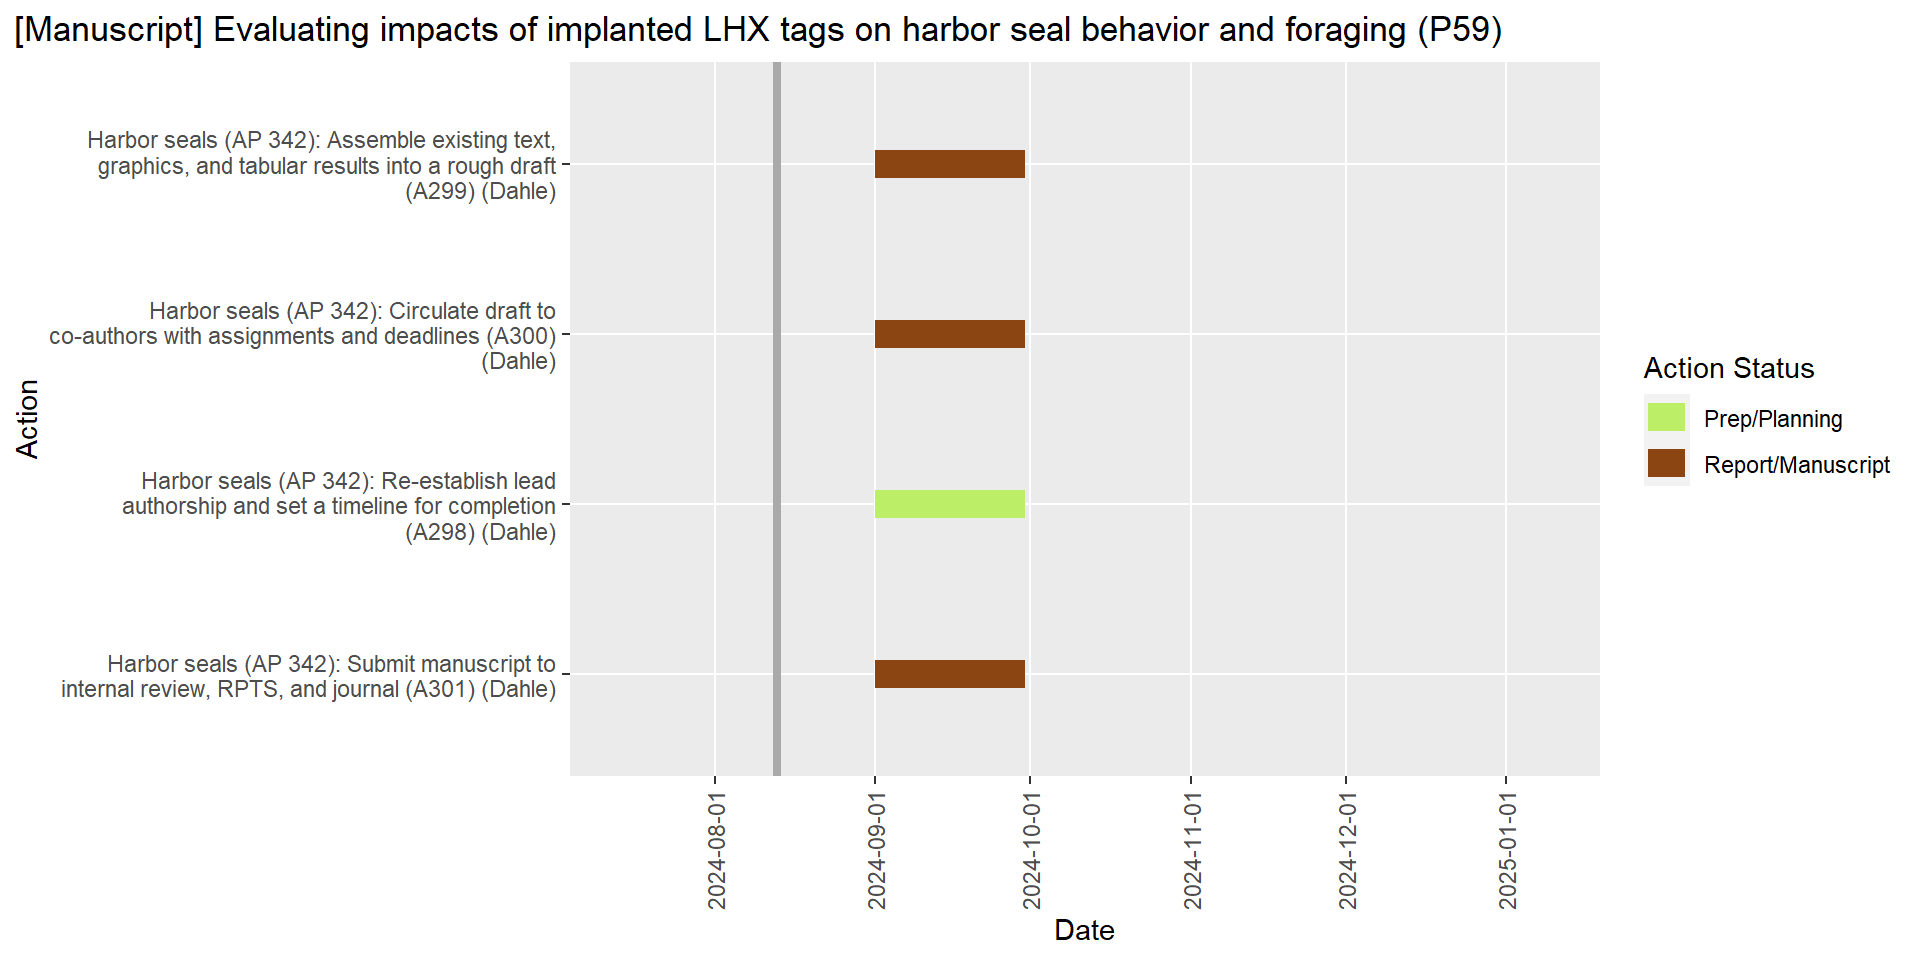 [Manuscript] Evaluating impacts of implanted LHX tags on harbor seal behavior and foraging (P59)
Action
Harbor seals (AP 342): Assemble existing text,
graphics, and tabular results into a rough draft
(A299) (Dahle)
Harbor seals (AP 342): Circulate draft to
co-authors with assignments and deadlines (A300)
(Dahle)
Harbor seals (AP 342): Re-establish lead
authorship and set a timeline for completion
(A298) (Dahle)
Harbor seals (AP 342): Submit manuscript to
internal review, RPTS, and journal (A301) (Dahle)
2024-08-01
2024-09-01
2024-10-01
2024-11-01
2024-12-01
2025-01-01
Date
Action Status
Prep/Planning
Report/Manuscript